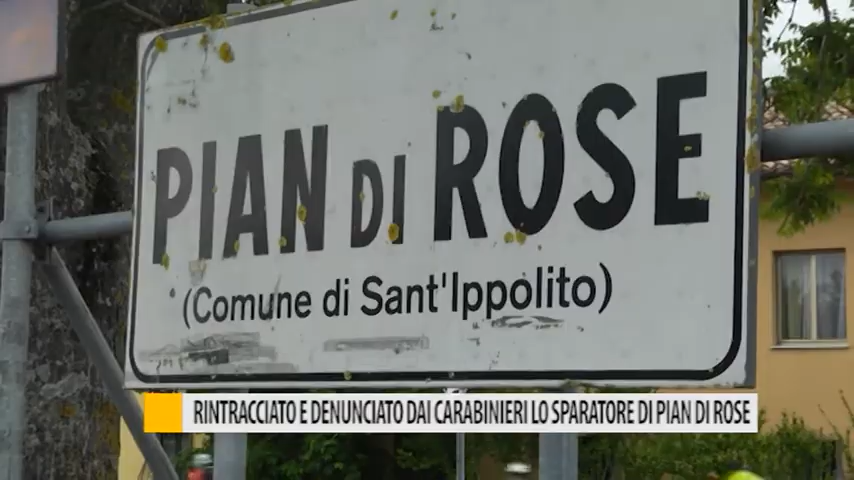 PIAN DI ROSE
(Comune di Sant'Ippolito)
RINTRACCIATO E DENUNCIATO DAI CARABINIERI LO SPARATORE DI PIAN DI ROSE